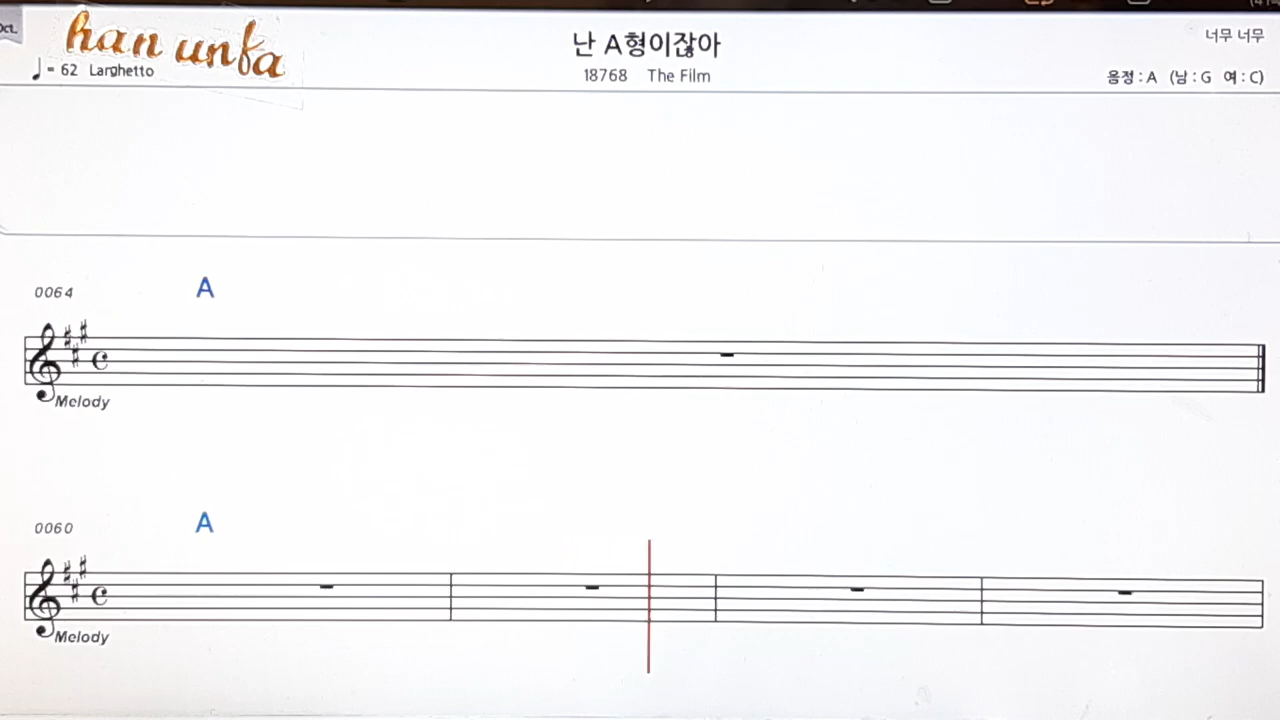 han unfa
난 A형이잖아
너무 너무
♩= 62 Larghetto
18768 The Film
음정 : A (남 : G 여 : C)
0064 A
Melody
0060 A
Melody